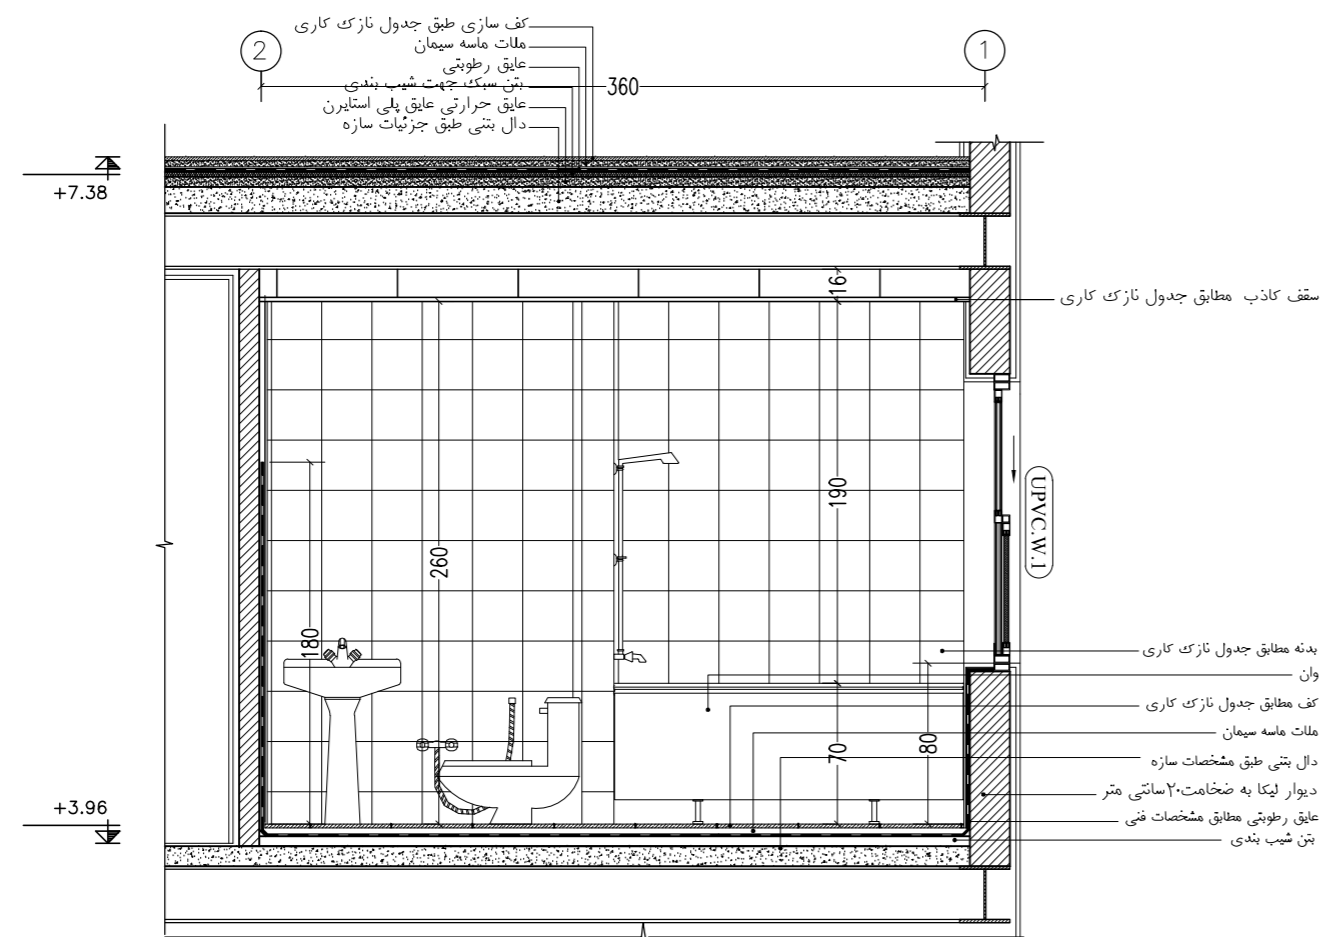 کف سازی طبق جدول نازک کاری
ملات ماسه سیمان
عایق رطوبتی
بتن سبک جهت شیب بندی
عایق حرارتی عایق پلی استایرن
دال بتنی طبق جزئیات سازه
2
1
360
+7.38
16
سقف کاذب مطابق جدول نازک کاری
190
UPVC.W.1
260
180
بدنه مطابق جدول نازک کاری
وان
کف مطابق جدول نازک کاری
ملات ماسه سیمان
70
80
دال بتنی طبق مشخصات سازه
دیوار لیکا به ضخامت۲۰سانتی متر
+3.96
عایق رطوبتی مطابق مشخصات فنی
بتن شیب بندی